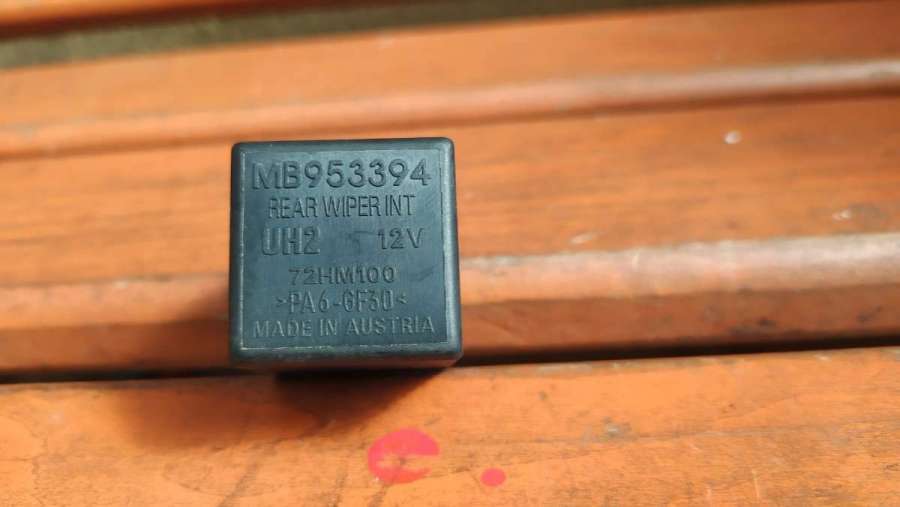 MB953394
REAR WIPER INT
UH2 12V
72HM100
>PA6-GF30<
MADE IN AUSTRIA